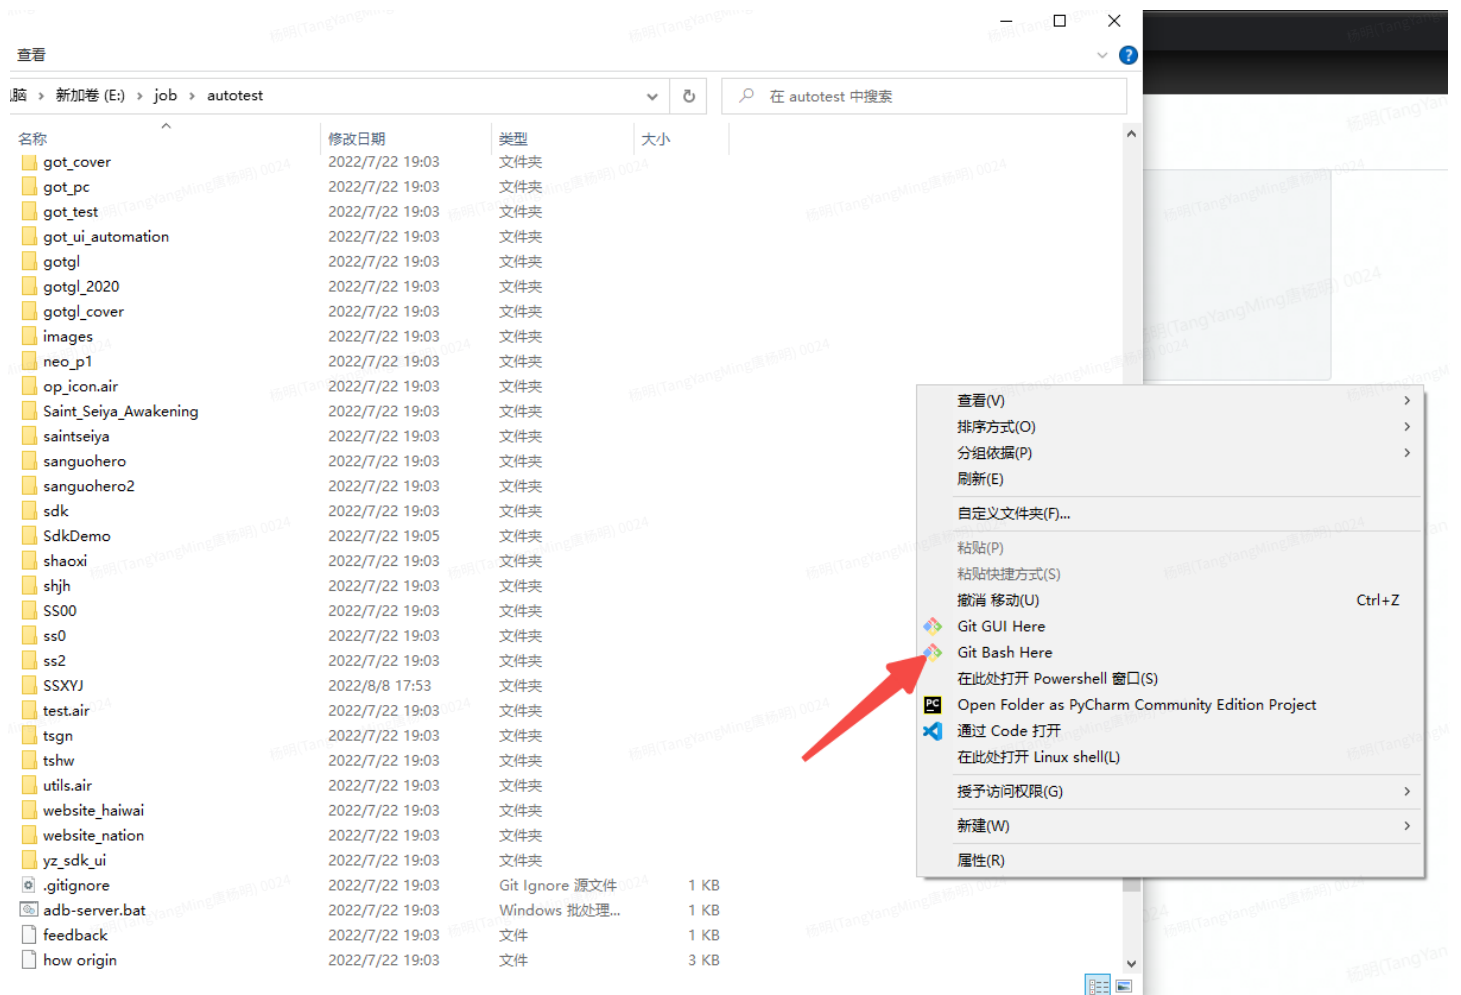 查看
新加卷 (E:) › job › autotest
在 autotest 中搜索
名称 修改日期 类型 大小
got_cover 2022/7/22 19:03 文件夹
got_pc 2022/7/22 19:03 文件夹
got_test 2022/7/22 19:03 文件夹
got_ui_automation 2022/7/22 19:03 文件夹
gotgl 2022/7/22 19:03 文件夹
gotgl_2020 2022/7/22 19:03 文件夹
gotgl_cover 2022/7/22 19:03 文件夹
images 2022/7/22 19:03 文件夹
neo_p1 2022/7/22 19:03 文件夹
op_icon.air 2022/7/22 19:03 文件夹
Saint_Seiya_Awakening 2022/7/22 19:03 文件夹
saintseiya 2022/7/22 19:03 文件夹
sanguohero 2022/7/22 19:03 文件夹
sanguohero2 2022/7/22 19:03 文件夹
sdk 2022/7/22 19:03 文件夹
SdkDemo 2022/7/22 19:05 文件夹
shaoxi 2022/7/22 19:03 文件夹
shjh 2022/7/22 19:03 文件夹
SS00 2022/7/22 19:03 文件夹
ss0 2022/7/22 19:03 文件夹
ss2 2022/7/22 19:03 文件夹
SSXYJ 2022/8/8 17:53 文件夹
test.air 2022/7/22 19:03 文件夹
tsgn 2022/7/22 19:03 文件夹
tshw 2022/7/22 19:03 文件夹
utils.air 2022/7/22 19:03 文件夹
website_haiwai 2022/7/22 19:03 文件夹
website_nation 2022/7/22 19:03 文件夹
yz_sdk_ui 2022/7/22 19:03 文件夹
.gitignore 2022/7/22 19:03 Git Ignore 源文件 1 KB
adb-server.bat 2022/7/22 19:03 Windows 批处理... 1 KB
feedback 2022/7/22 19:03 文件 1 KB
how origin 2022/7/22 19:03 文件 3 KB
查看(V)
排序方式(O)
分组依据(P)
刷新(E)
自定义文件夹(F)...
粘贴(P)
粘贴快捷方式(S)
撤消 移动(U) Ctrl+Z
Git GUI Here
Git Bash Here
在此处打开 Powershell 窗口(S)
PC Open Folder as PyCharm Community Edition Project
通过 Code 打开
在此处打开 Linux shell(L)
授予访问权限(G)
新建(W)
属性(R)
杨明(TangYangMing唐杨明) 0024